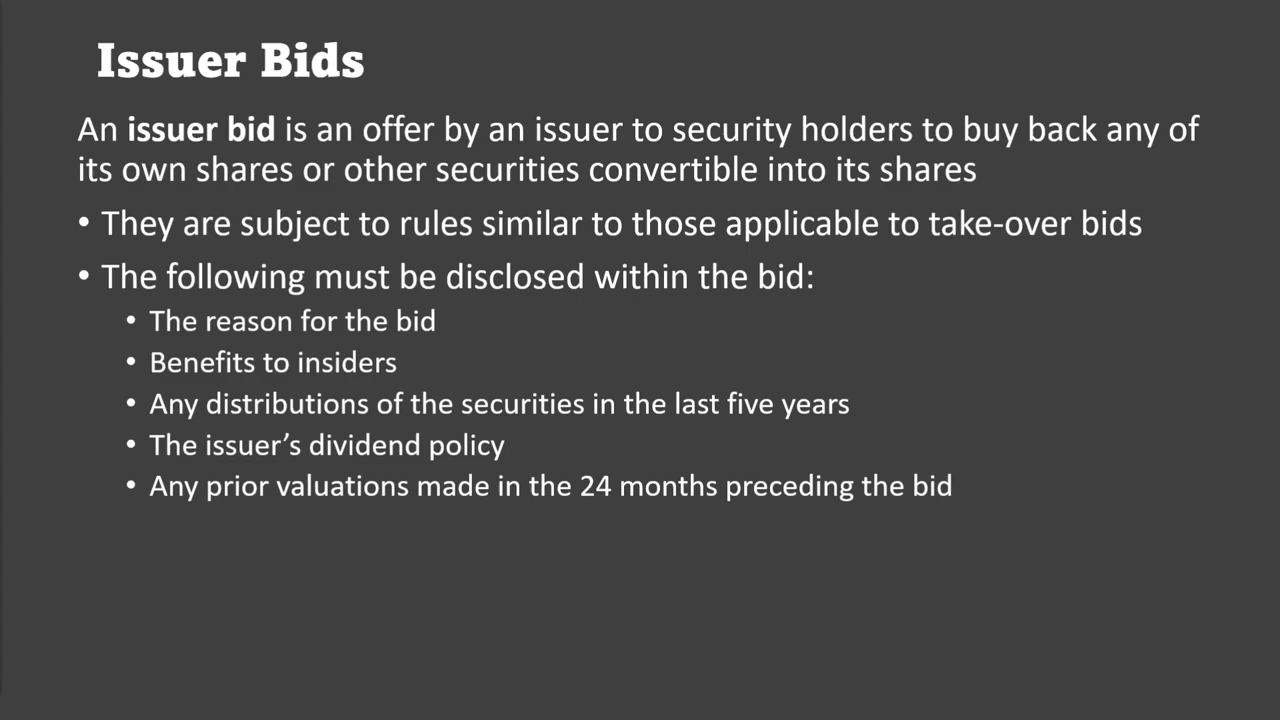 Issuer Bids
An issuer bid is an offer by an issuer to security holders to buy back any of
its own shares or other securities convertible into its shares
• They are subject to rules similar to those applicable to take-over bids
• The following must be disclosed within the bid:
• The reason for the bid
• Benefits to insiders
• Any distributions of the securities in the last five years
• The issuer’s dividend policy
• Any prior valuations made in the 24 months preceding the bid